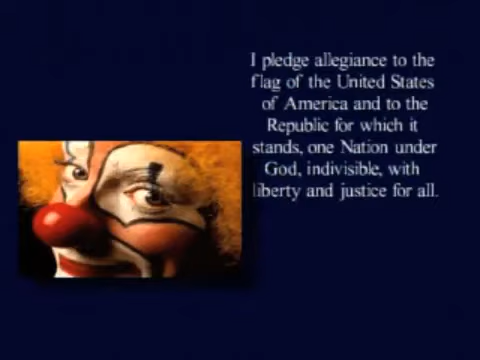 I pledge allegiance to the
flag of the United States
of America and to the
Republic for which it
stands, one Nation under
God, indivisible, with
liberty and justice for all.